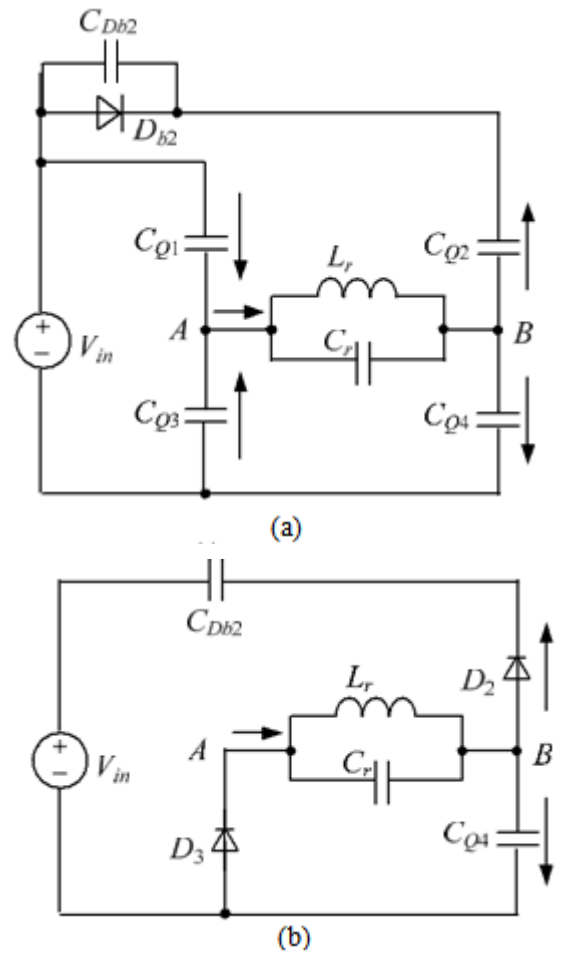 C_{Db2}
D_{b2}
C_{Q1}
C_{Q2}
L_r
A
B
+
−
V_{in}
C_r
C_{Q3}
C_{Q4}
(a)
C_{Db2}
D_2
L_r
A
B
+
−
V_{in}
C_r
D_3
C_{Q4}
(b)